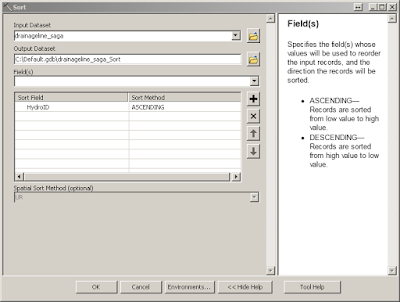 Sort
Input Dataset
drainageline_saga
Output Dataset
C:\Default.gdb\drainageline_saga_Sort
Field(s)
Sort Field
Sort Method
HydroID
ASCENDING
Spatial Sort Method (optional)
UR
OK
Cancel
Environments...
<< Hide Help
Tool Help
Field(s)
Specifies the field(s) whose
values will be used to reorder
the input records, and the
direction the records will be
sorted.
• ASCENDING—
Records are sorted
from low value to high
value.
• DESCENDING—
Records are sorted
from high value to low
value.